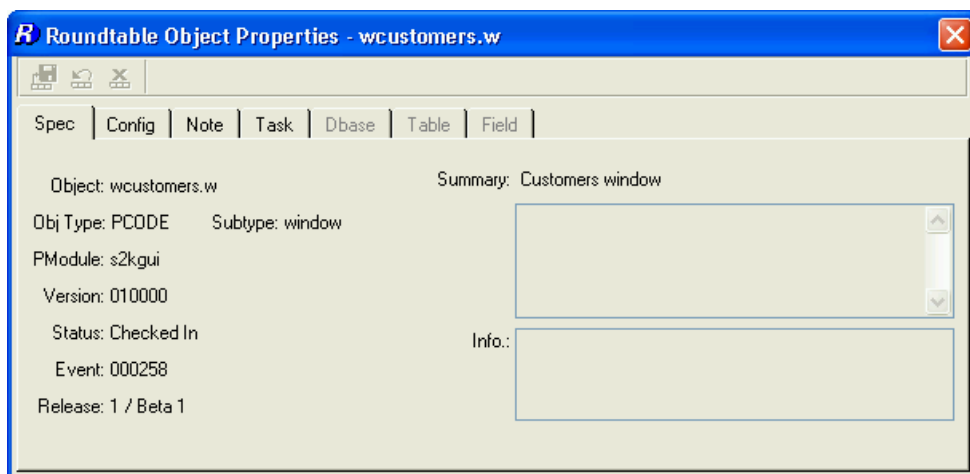 R Roundtable Object Properties - wcustomers.w
Spec Config Note Task Dbase Table Field
Object: wcustomers.w Summary: Customers window
Obj Type: PCODE Subtype: window
PModule: s2kgui
Version: 010000
Status: Checked In Info.:
Event: 000258
Release: 1 / Beta 1